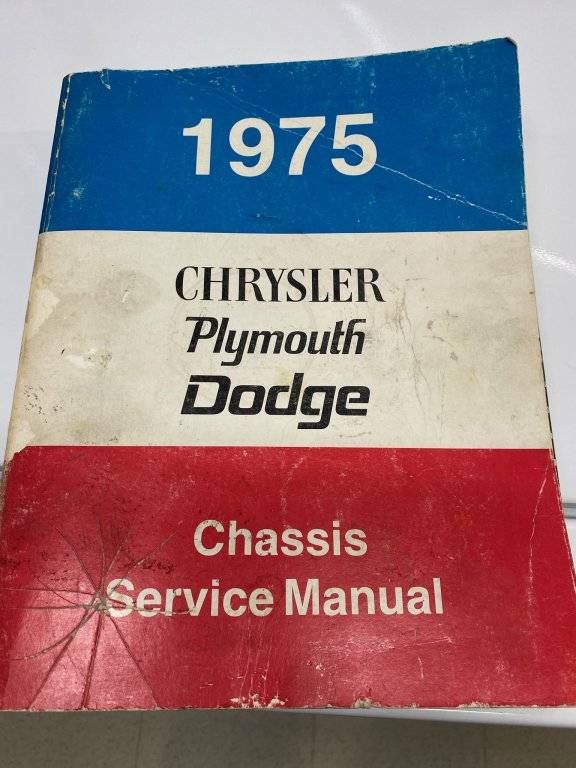 1975
CHRYSLER
Plymouth
Dodge
Chassis
Service Manual